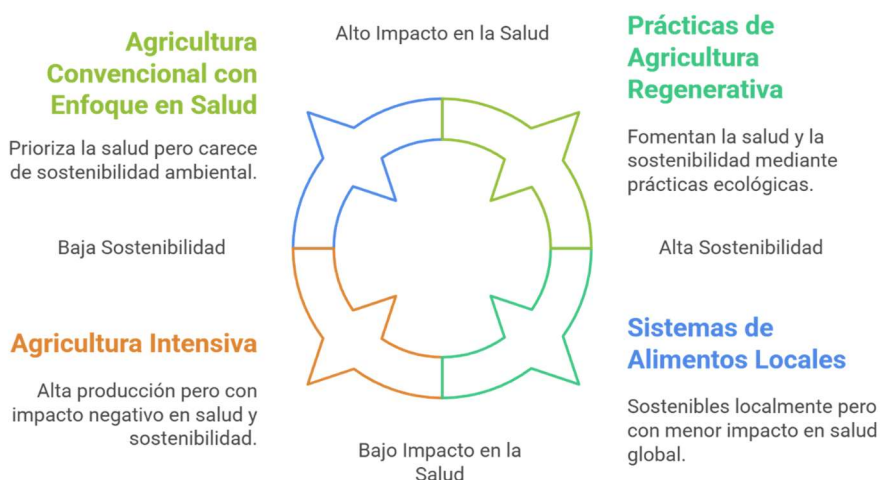 Alto Impacto en la Salud
Agricultura
Convencional con
Enfoque en Salud
Prioriza la salud pero carece
de sostenibilidad ambiental.
Prácticas de
Agricultura
Regenerativa
Fomentan la salud y la
sostenibilidad mediante
prácticas ecológicas.
Baja Sostenibilidad
Alta Sostenibilidad
Agricultura Intensiva
Alta producción pero con
impacto negativo en salud y
sostenibilidad.
Sistemas de
Alimentos Locales
Sostenibles localmente pero
con menor impacto en salud
global.
Bajo Impacto en la
Salud